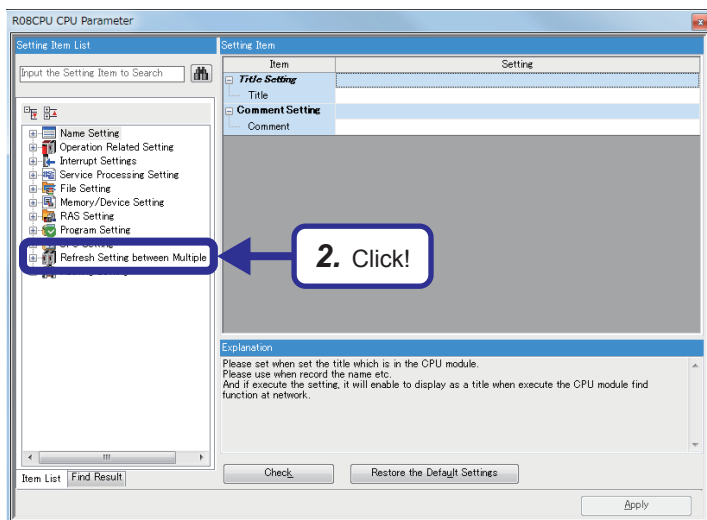 R08CPU CPU Parameter
Setting Item List
Input the Setting Item to Search
Name Setting
Operation Related Setting
Interrupt Settings
Service Processing Setting
File Setting
Memory/Device Setting
RAS Setting
Program Setting
Refresh Setting between Multiple
Item List Find Result
Setting Item
Item Setting
Title Setting
Title
Comment Setting
Comment
2. Click!
Explanation
Please set when set the title which is in the CPU module.
Please use when record the name etc.
And if execute the setting, it will enable to display as a title when execute the CPU module find
function at network.
Check Restore the Default Settings
Apply